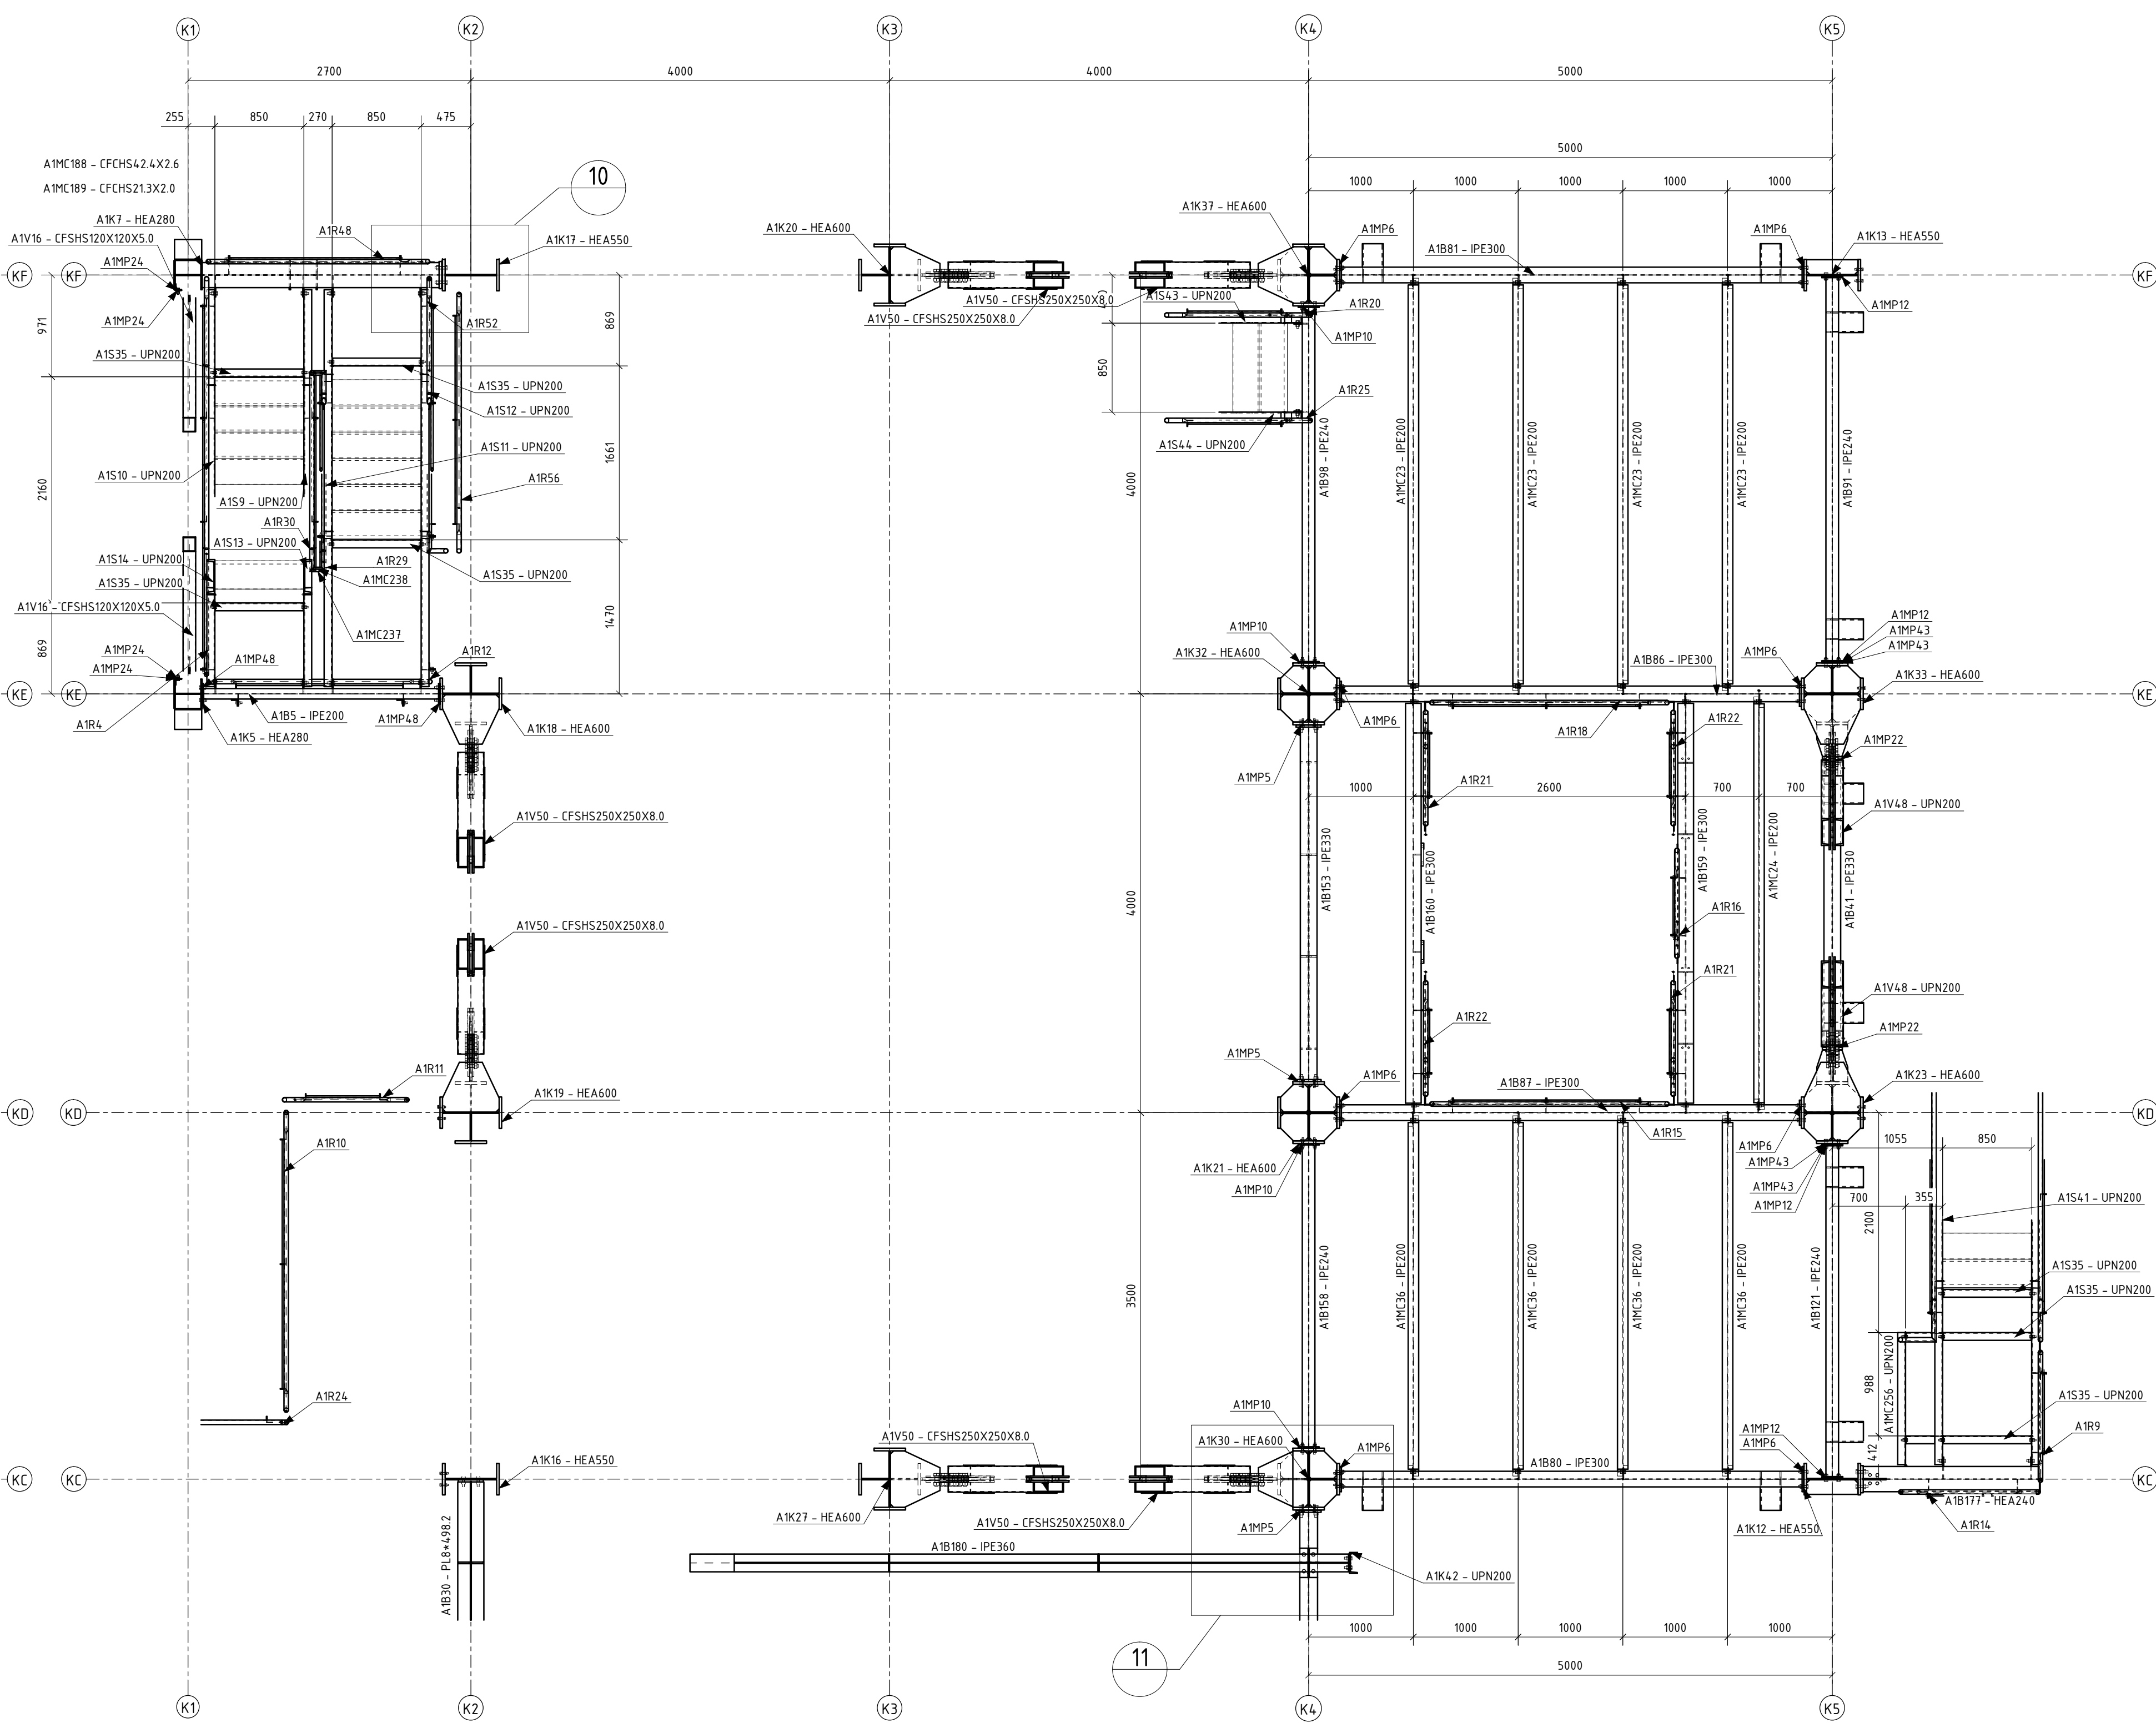 K1
K2
K3
K4
K5
2700
4000
4000
5000
255
850
270
850
475
5000
A1MC188 - CFCHS42.4X2.6
10
1000
1000
1000
1000
1000
A1MC189 - CFCHS21.3X2.0
A1K7 - HEA280
A1R48
A1K37 - HEA600
A1K20 - HEA600
A1MP6
A1MP6
A1V16 - CFSHS120X120X5.0
A1K17 - HEA550
A1K13 - HEA550
A1B81 - IPE300
A1MP24
KF
KF
KF
A1V50 - CFSHS250X250X8.0
A1S43 - UPN200
A1R20
A1MP12
A1MP24
A1R52
A1V50 - CFSHS250X250X8.0
A1MP10
971
869
A1S35 - UPN200
850
A1S35 - UPN200
A1R25
A1S12 - UPN200
A1S44 - UPN200
A1S11 - UPN200
1661
A1S10 - UPN200
A1R56
2160
4000
A1B98 - IPE240
A1MC23 - IPE200
A1MC23 - IPE200
A1MC23 - IPE200
A1MC23 - IPE200
A1B91 - IPE240
A1S9 - UPN200
A1R30
A1S13 - UPN200
A1S14 - UPN200
A1R29
A1S35 - UPN200
A1MC238
A1S35 - UPN200
A1V16 - CFSHS120X120X5.0
1470
A1MC237
869
A1MP24
A1MP48
A1R12
A1MP10
A1MP12
A1MP43
A1MP43
A1MP24
A1K32 - HEA600
A1B86 - IPE300
A1MP6
A1K33 - HEA600
KE
KE
KE
A1R4
A1B5 - IPE200
A1MP48
A1K5 - HEA280
A1K18 - HEA600
A1MP6
A1R18
A1R22
A1MP22
A1MP5
A1R21
1000
2600
700
700
A1V50 - CFSHS250X250X8.0
A1V48 - UPN200
4000
A1B153 - IPE330
A1B160 - IPE300
A1B159 - IPE300
A1MC24 - IPE200
A1B41 - IPE330
A1V50 - CFSHS250X250X8.0
A1R16
A1R21
A1V48 - UPN200
A1R22
A1MP22
A1R11
A1MP5
A1MP6
A1B87 - IPE300
A1K23 - HEA600
A1K19 - HEA600
KD
KD
KD
A1R10
A1R15
A1MP6
1055
850
A1K21 - HEA600
A1MP43
A1MP10
A1MP43
A1MP12
700
355
A1S41 - UPN200
2100
3500
A1B158 - IPE240
A1MC36 - IPE200
A1MC36 - IPE200
A1MC36 - IPE200
A1MC36 - IPE200
A1B121 - IPE240
A1S35 - UPN200
A1S35 - UPN200
A1R24
988
A1MC256 - UPN200
A1S35 - UPN200
A1MP10
A1V50 - CFSHS250X250X8.0
A1K30 - HEA600
A1MP6
A1MP12
A1MP6
412
A1R9
A1K16 - HEA550
A1B80 - IPE300
KC
KC
KC
A1K27 - HEA600
A1V50 - CFSHS250X250X8.0
A1MP5
A1K12 - HEA550
A1B177 - HEA240
A1R14
A1B30 - PL8*498.2
A1B180 - IPE360
A1K42 - UPN200
1000
1000
1000
1000
1000
11
5000
K1
K2
K3
K4
K5